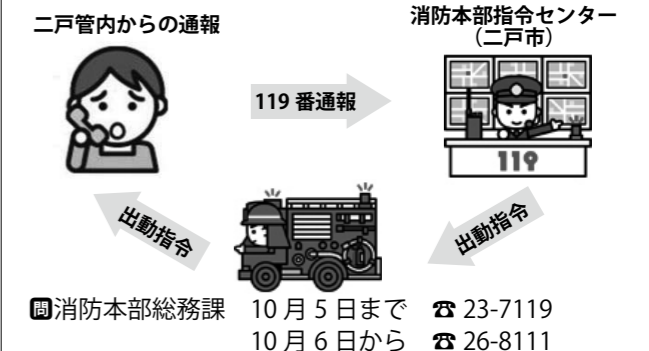 二戸管内からの通報
消防本部指令センター
（二戸市）
119 番通報
119
出動指令
出動指令
問消防本部総務課　10 月 5 日まで　☎ 23-7119
10 月 6 日から　☎ 26-8111